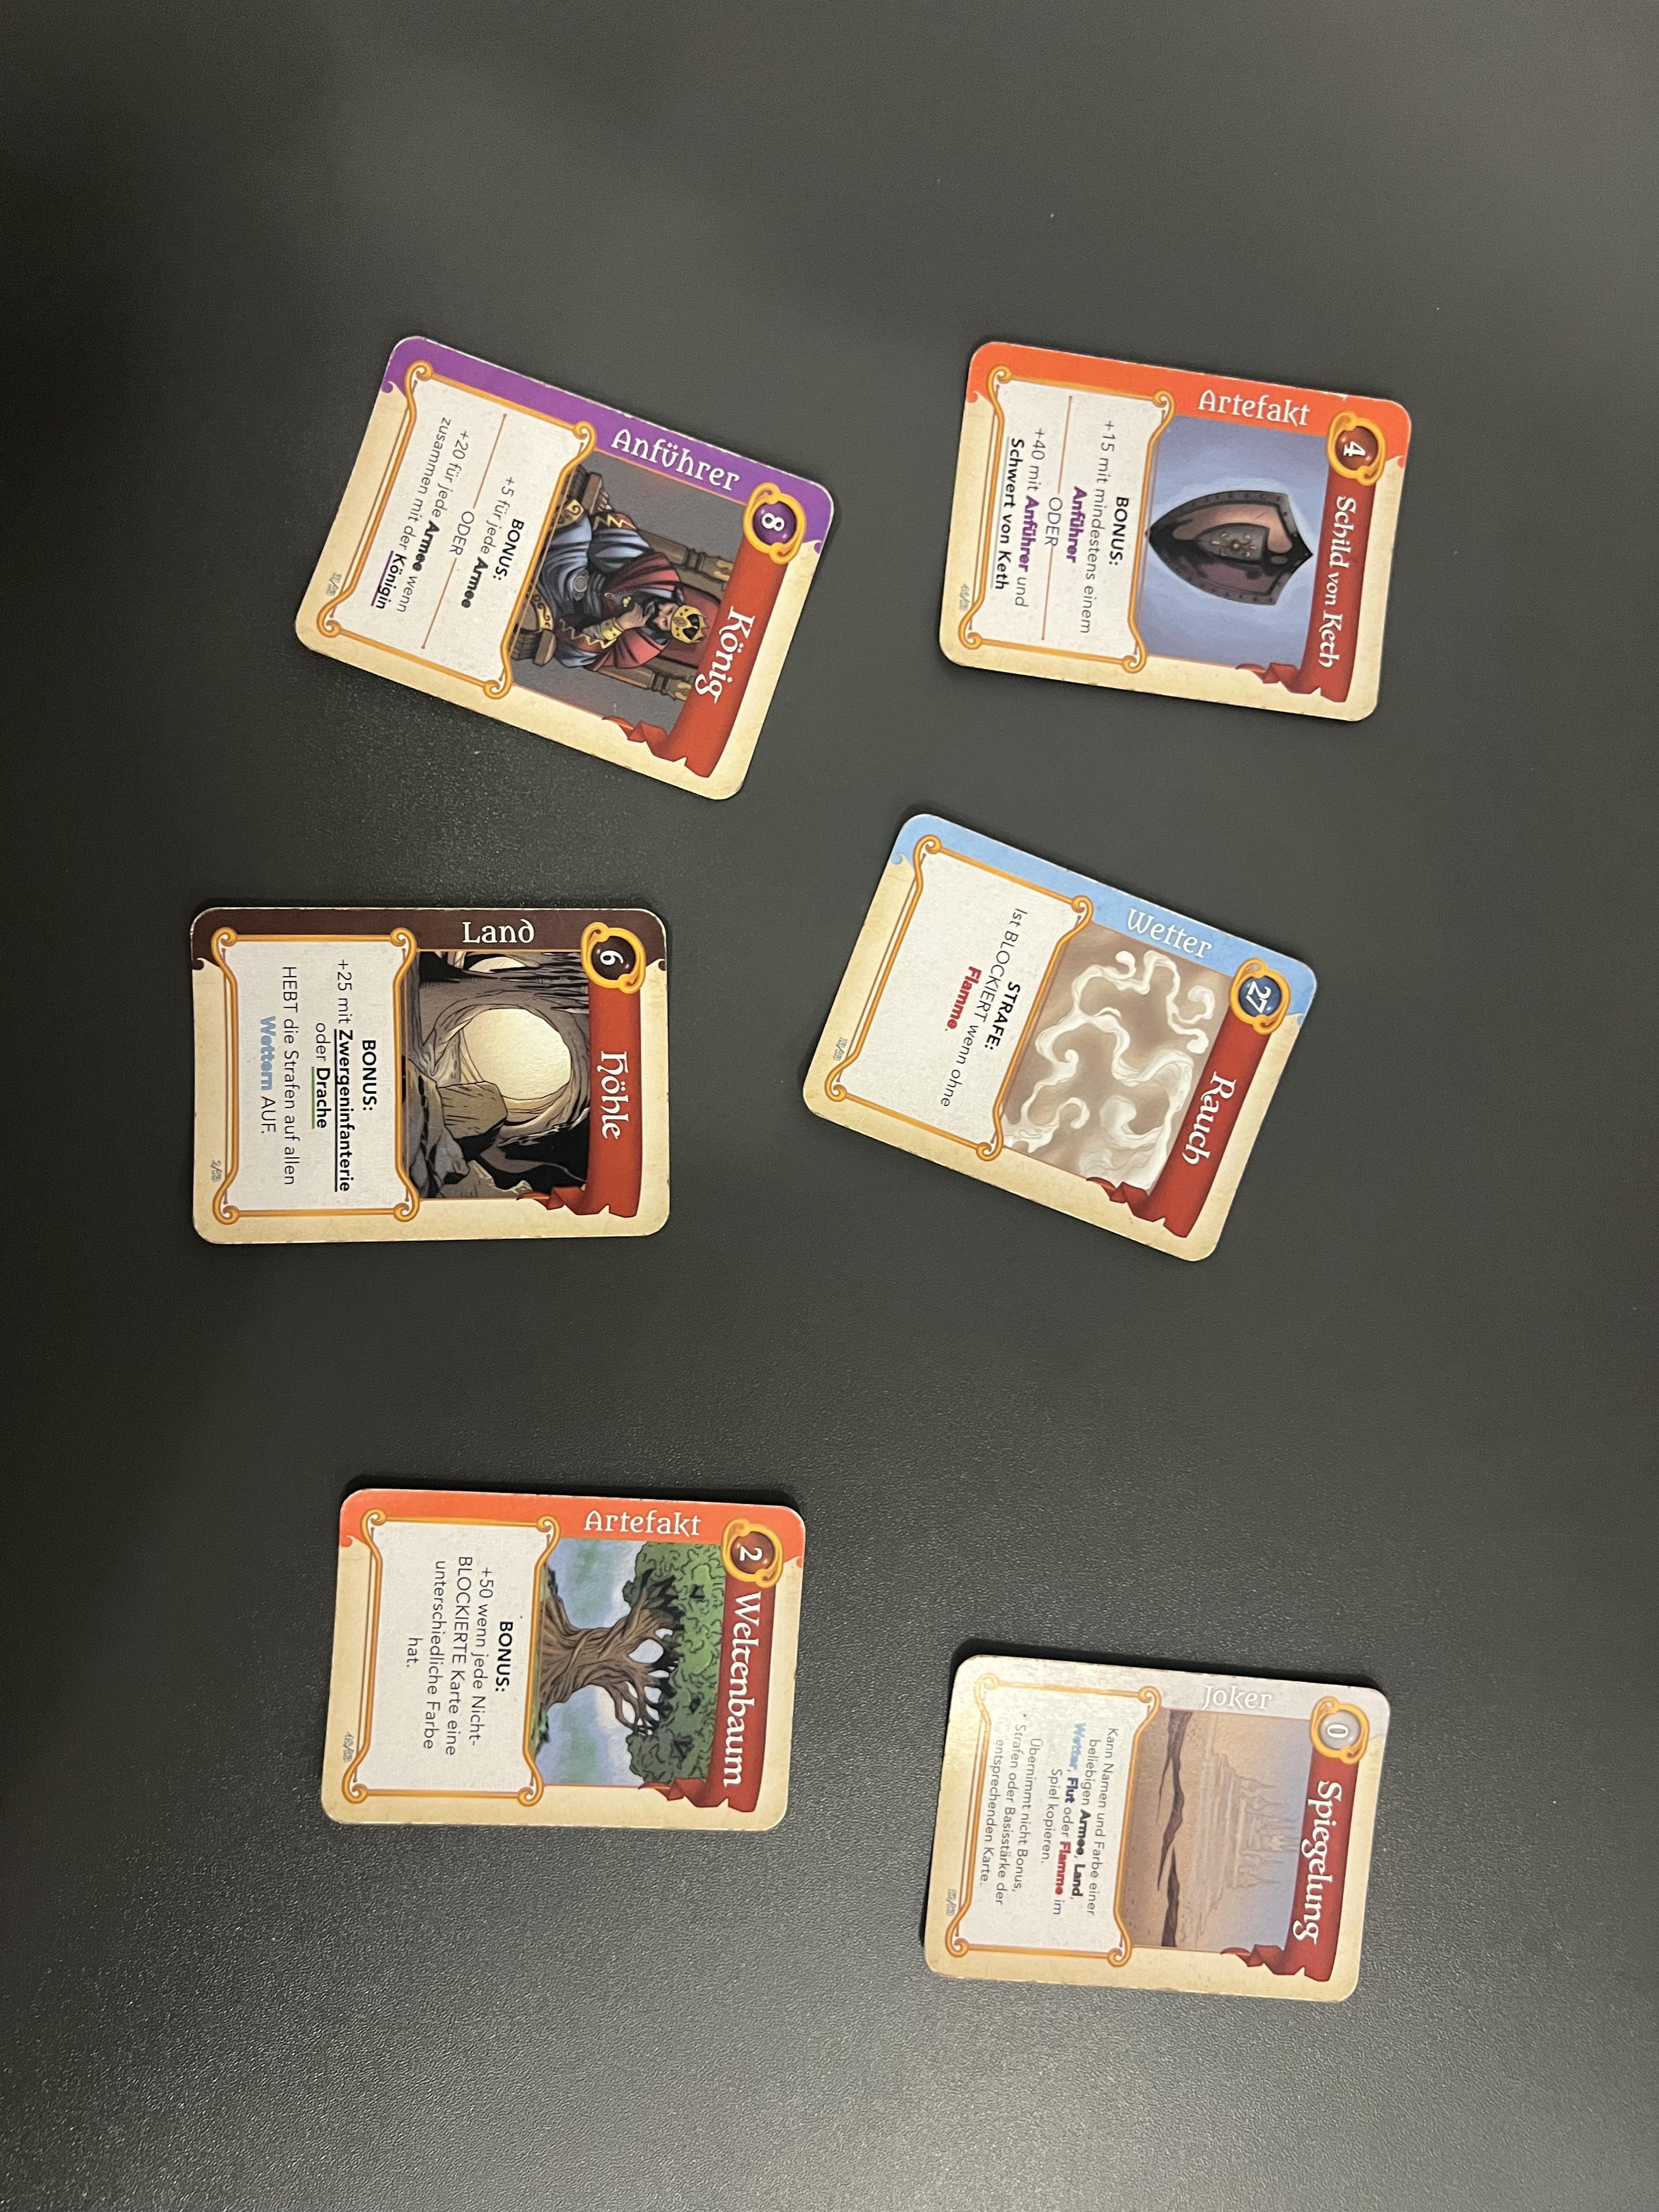 Artefakt
4
Schild von Keth
BONUS:
+15 mit mindestens einem
Anführer
ODER
+40 mit Anführer und
Schwert von Keth
Anführer
8
König
BONUS:
+5 für jede Armee
ODER
+20 für jede Armee wenn
zusammen mit der Königin
Wetter
27
Rauch
STRAFE:
Ist BLOCKIERT wenn ohne
Flamme.
Land
6
Höhle
BONUS:
+25 mit Zwergeninfanterie
oder Drache
HEBT die Strafen auf allen
Wettern AUF.
2/53
Artefakt
2
Weltenbaum
BONUS:
+50 wenn jede Nicht-
BLOCKIERTE Karte eine
unterschiedliche Farbe
hat.
Joker
0
Spiegelung
Kann Namen und Farbe einer
beliebigen Armee, Land,
Wetter, Flut oder Flamme im
Spiel kopieren.
• Übernimmt nicht Bonus,
Strafen oder Basisstärke der
entsprechenden Karte.